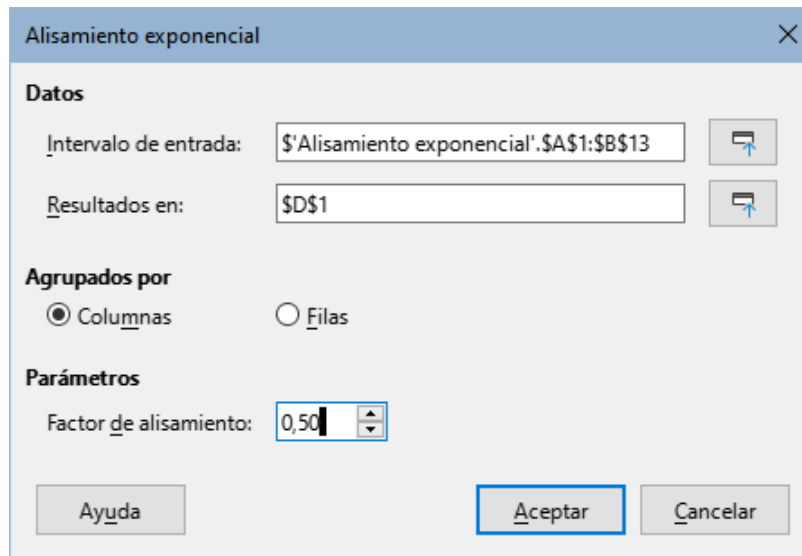 Alisamiento exponencial
Datos
Intervalo de entrada: $'Alisamiento exponencial'.$A$1:$B$13
Resultados en: $D$1
Agrupados por
Columnas Filas
Parámetros
Factor de alisamiento: 0,50
Ayuda Aceptar Cancelar